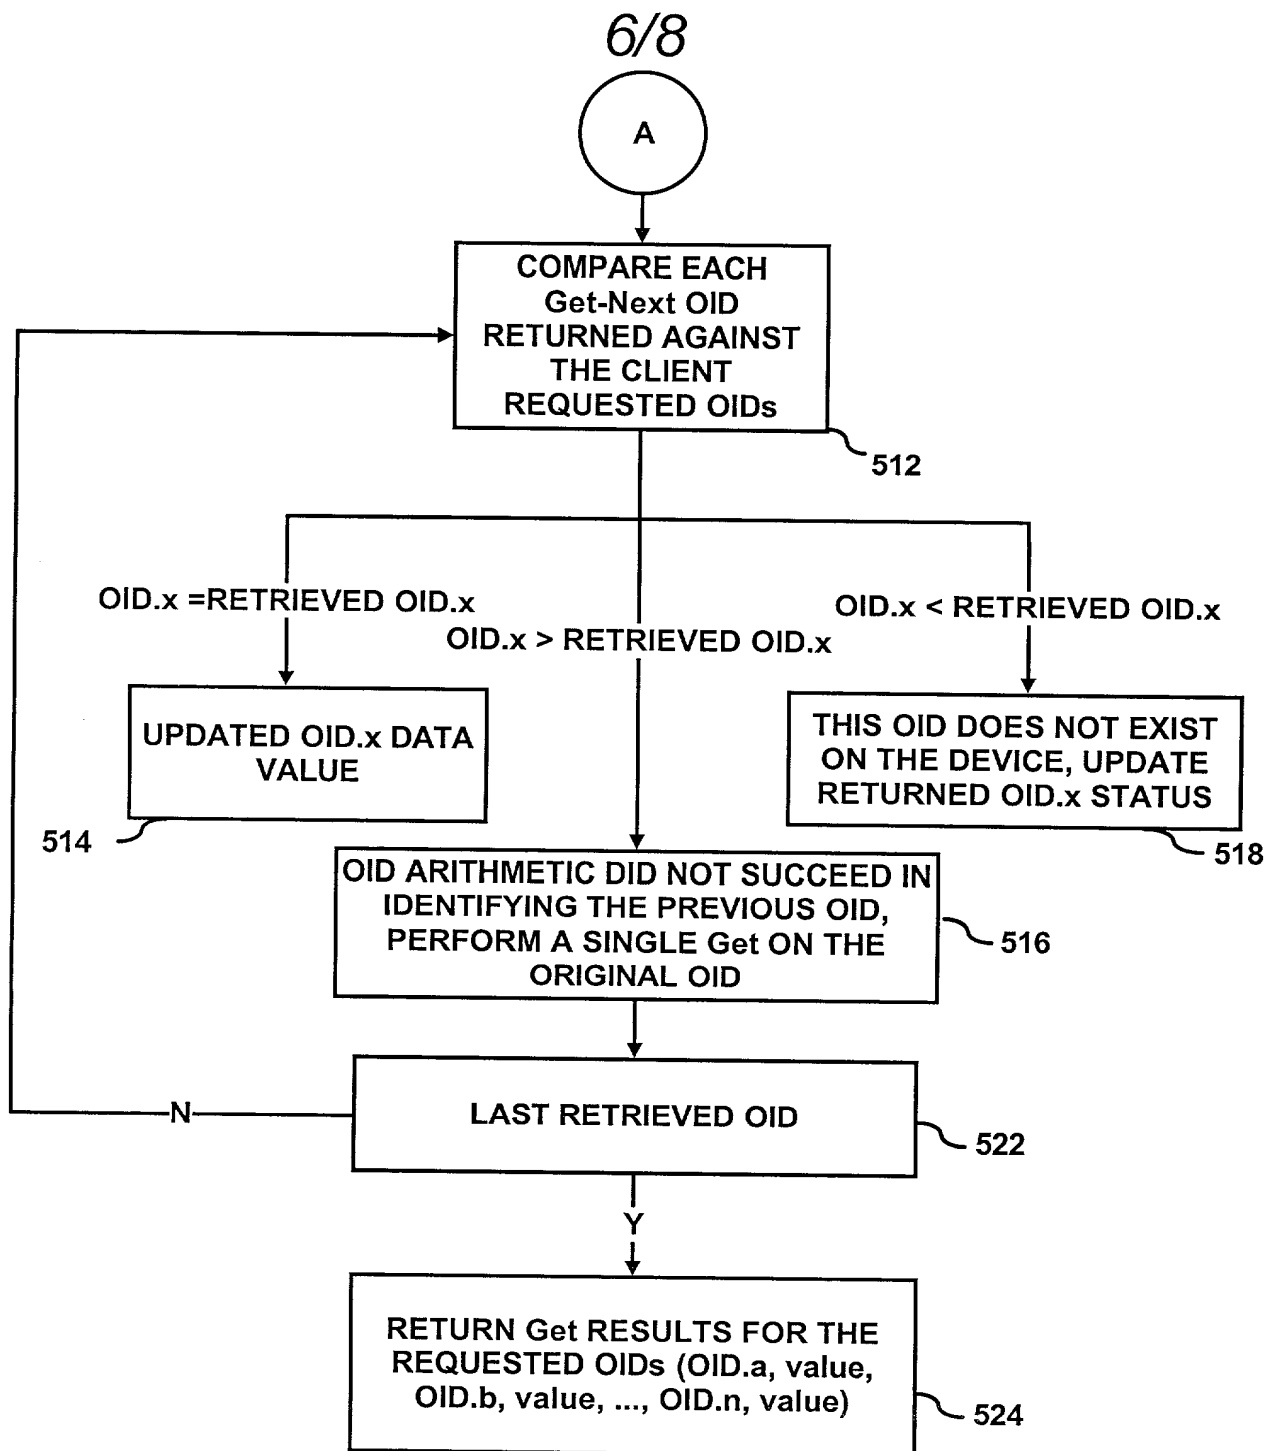 6/8
A
COMPARE EACH
Get-Next OID
RETURNED AGAINST
THE CLIENT
REQUESTED OIDs
512
OID.x =RETRIEVED OID.x
OID.x > RETRIEVED OID.x
OID.x < RETRIEVED OID.x
UPDATED OID.x DATA
VALUE
514
THIS OID DOES NOT EXIST
ON THE DEVICE, UPDATE
RETURNED OID.x STATUS
518
OID ARITHMETIC DID NOT SUCCEED IN
IDENTIFYING THE PREVIOUS OID,
PERFORM A SINGLE Get ON THE
ORIGINAL OID
516
LAST RETRIEVED OID
N
522
Y
RETURN Get RESULTS FOR THE
REQUESTED OIDs (OID.a, value,
OID.b, value, ..., OID.n, value)
524